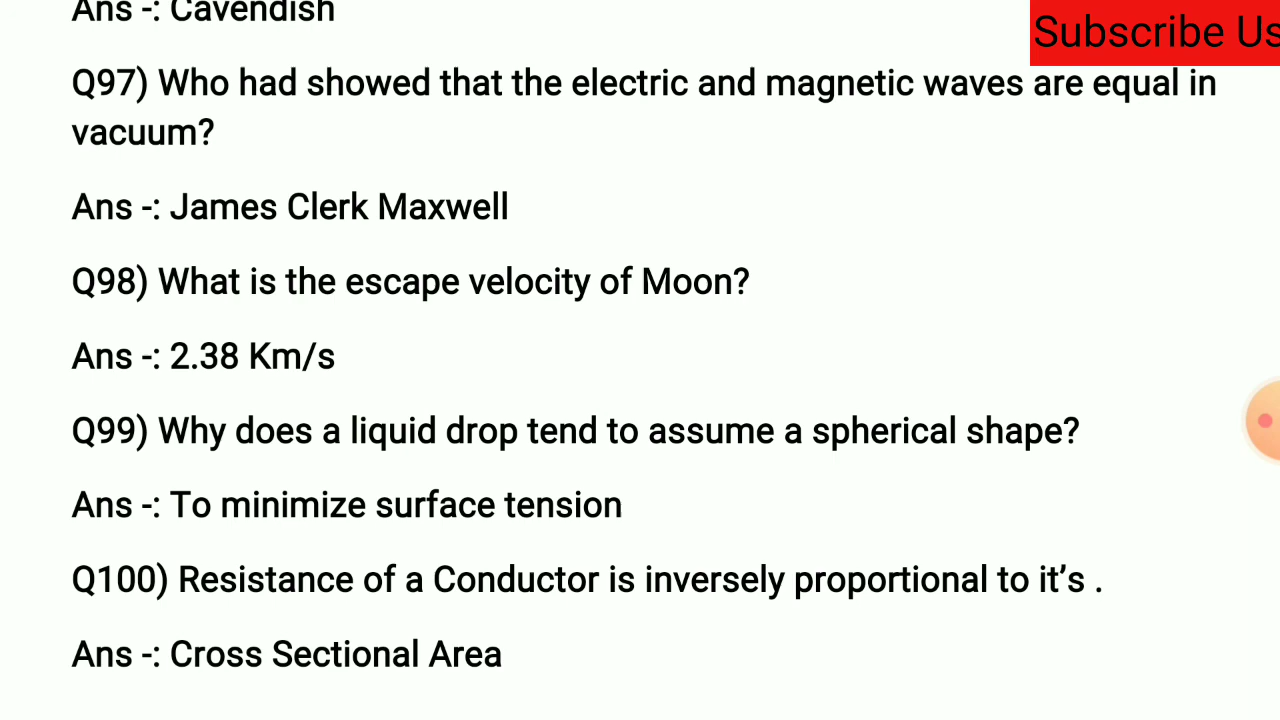 Ans -: Cavendish
Subscribe Us
Q97) Who had showed that the electric and magnetic waves are equal in
vacuum?
Ans -: James Clerk Maxwell
Q98) What is the escape velocity of Moon?
Ans -: 2.38 Km/s
Q99) Why does a liquid drop tend to assume a spherical shape?
Ans -: To minimize surface tension
Q100) Resistance of a Conductor is inversely proportional to it’s .
Ans -: Cross Sectional Area